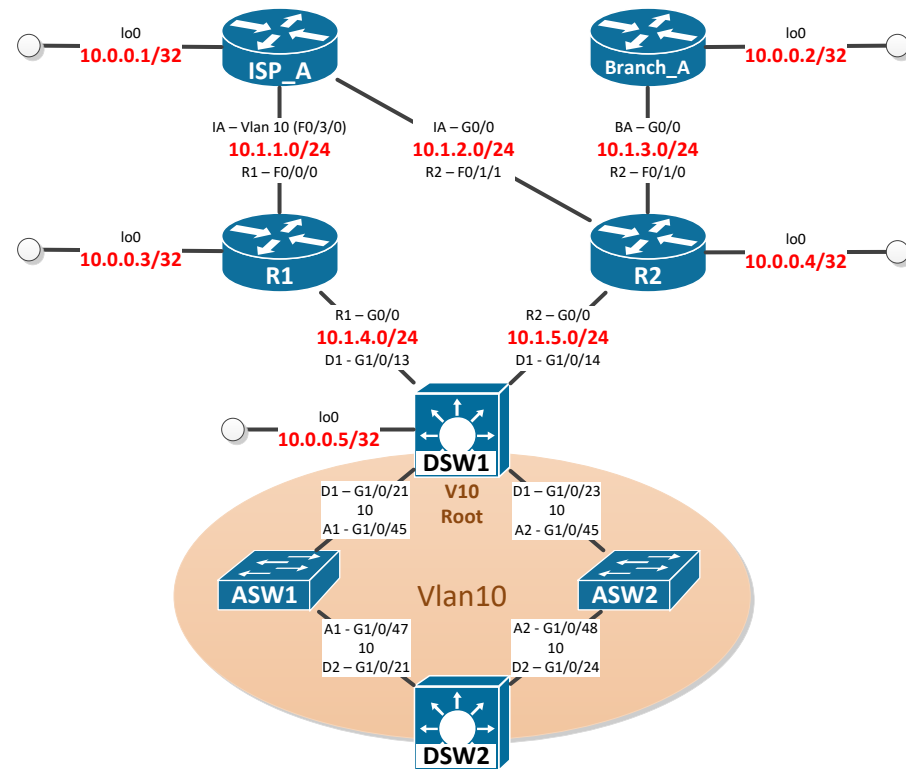 lo0
10.0.0.1/32
ISP_A
Branch_A
lo0
10.0.0.2/32
IA – Vlan 10 (F0/3/0)
10.1.1.0/24
R1 – F0/0/0
IA – G0/0
10.1.2.0/24
R2 – F0/1/1
BA – G0/0
10.1.3.0/24
R2 – F0/1/0
lo0
10.0.0.3/32
R1
R2
lo0
10.0.0.4/32
R1 – G0/0
10.1.4.0/24
D1 - G1/0/13
R2 – G0/0
10.1.5.0/24
D1 - G1/0/14
lo0
10.0.0.5/32
DSW1
V10
Root
D1 – G1/0/21
10
A1 - G1/0/45
D1 – G1/0/23
10
A2 - G1/0/45
ASW1
Vlan10
ASW2
A1 - G1/0/47
10
D2 – G1/0/21
A2 - G1/0/48
10
D2 – G1/0/24
DSW2